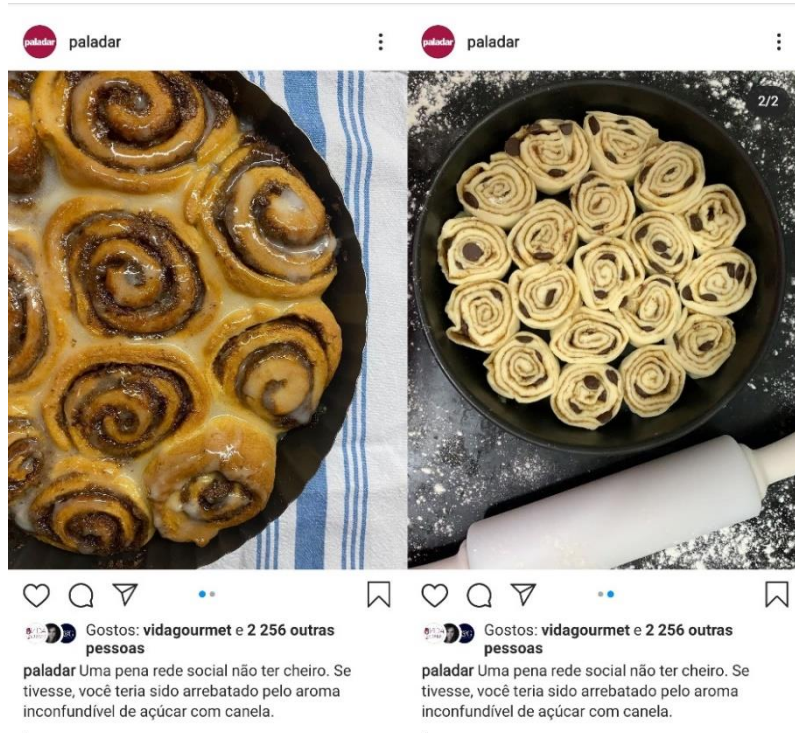 paladar
paladar
2/2
Gostos: vidagourmet e 2 256 outras
pessoas
paladar Uma pena rede social não ter cheiro. Se
tivesse, você teria sido arrebatado pelo aroma
inconfundível de açúcar com canela.
paladar
paladar
Gostos: vidagourmet e 2 256 outras
pessoas
paladar Uma pena rede social não ter cheiro. Se
tivesse, você teria sido arrebatado pelo aroma
inconfundível de açúcar com canela.